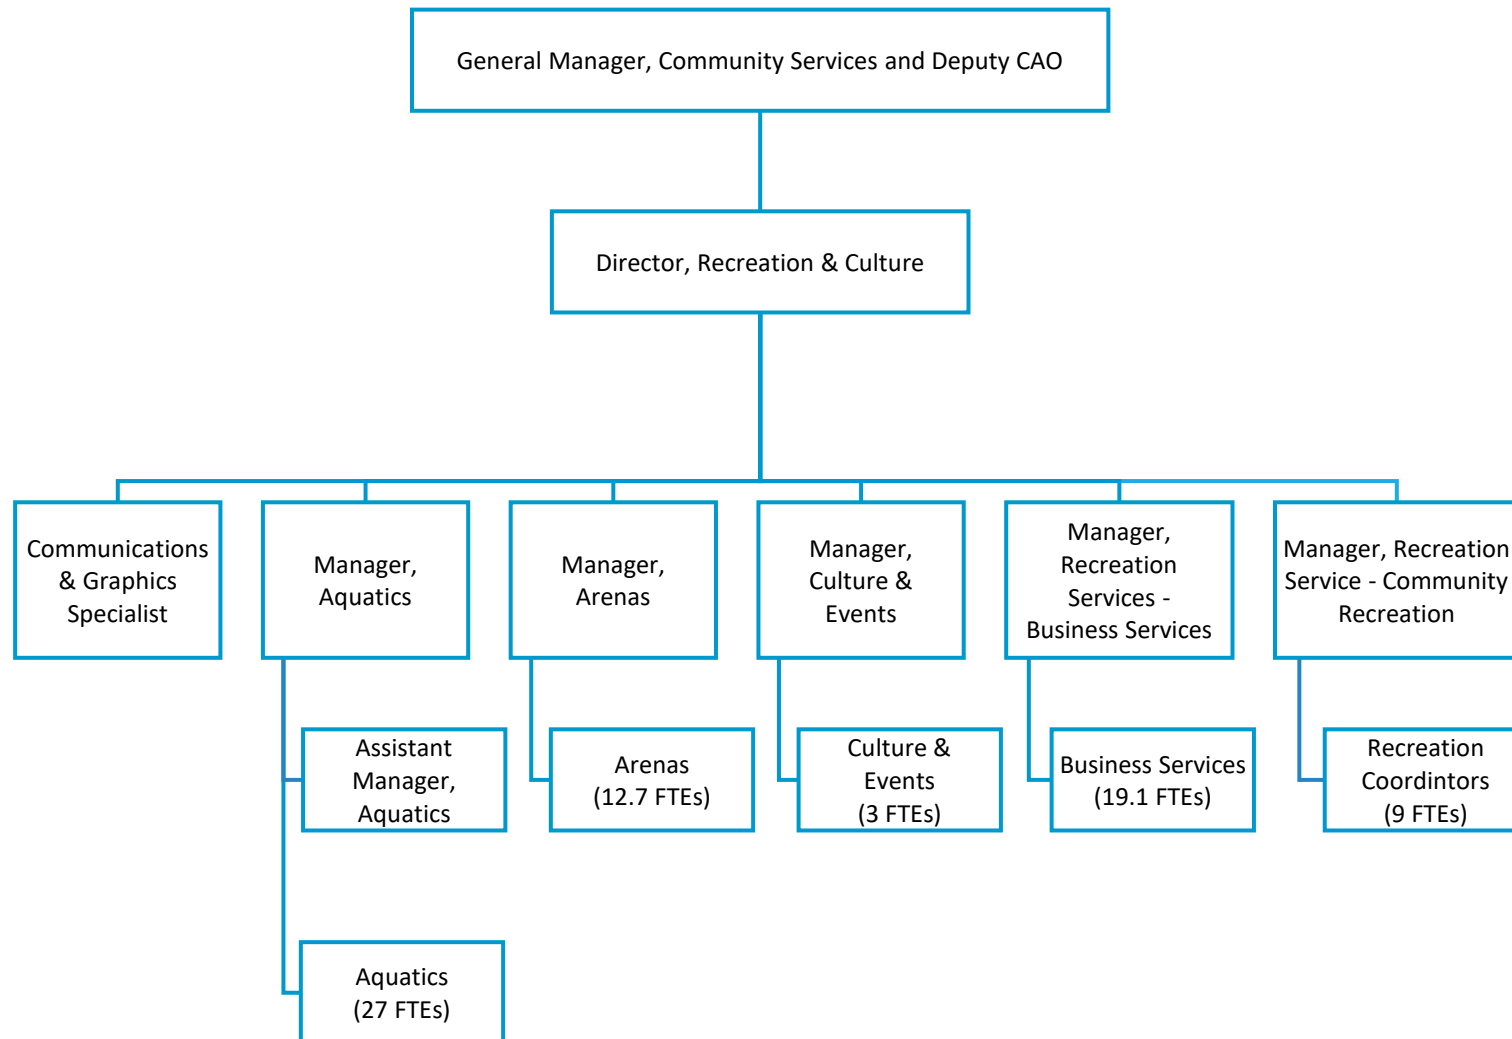 General Manager, Community Services and Deputy CAO
Director, Recreation & Culture
Communications
& Graphics
Specialist
Manager,
Aquatics
Manager,
Arenas
Manager,
Culture &
Events
Manager,
Recreation
Services -
Business Services
Manager, Recreation
Service - Community
Recreation
Assistant
Manager,
Aquatics
Arenas
(12.7 FTEs)
Culture &
Events
(3 FTEs)
Business Services
(19.1 FTEs)
Recreation
Coordintors
(9 FTEs)
Aquatics
(27 FTEs)